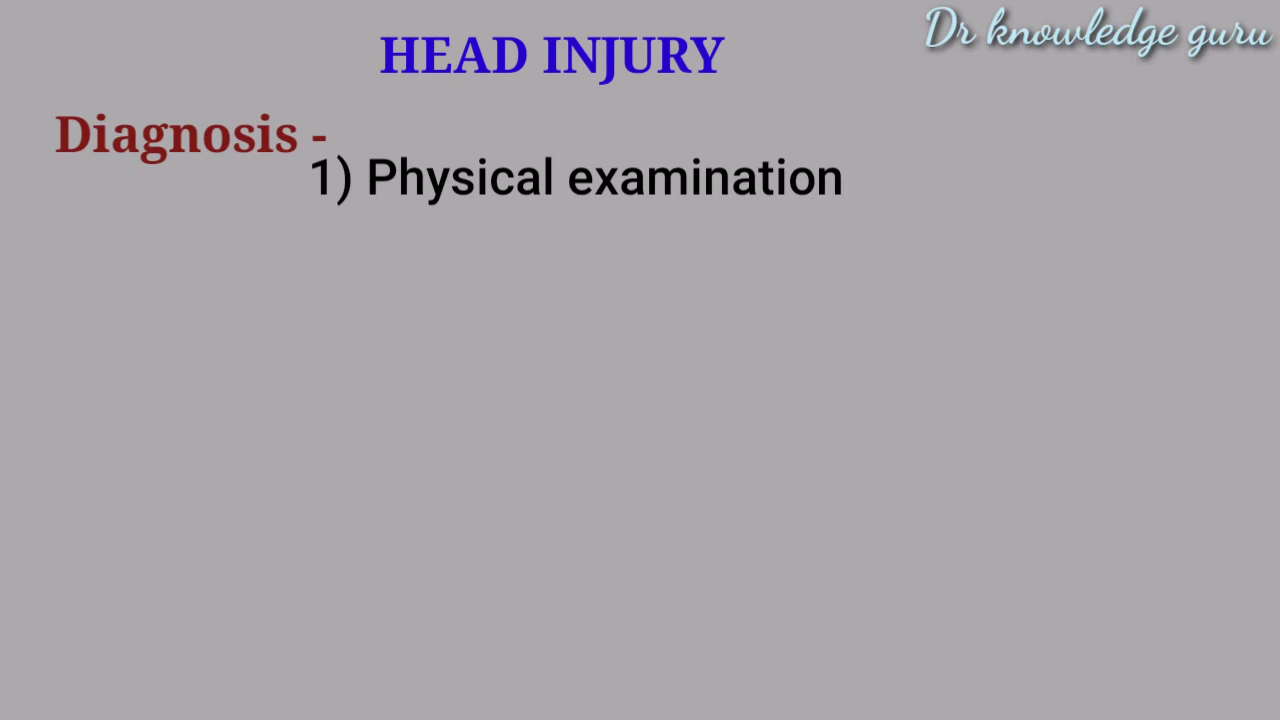 Dr knowledge guru
HEAD INJURY
Diagnosis -
1) Physical examination